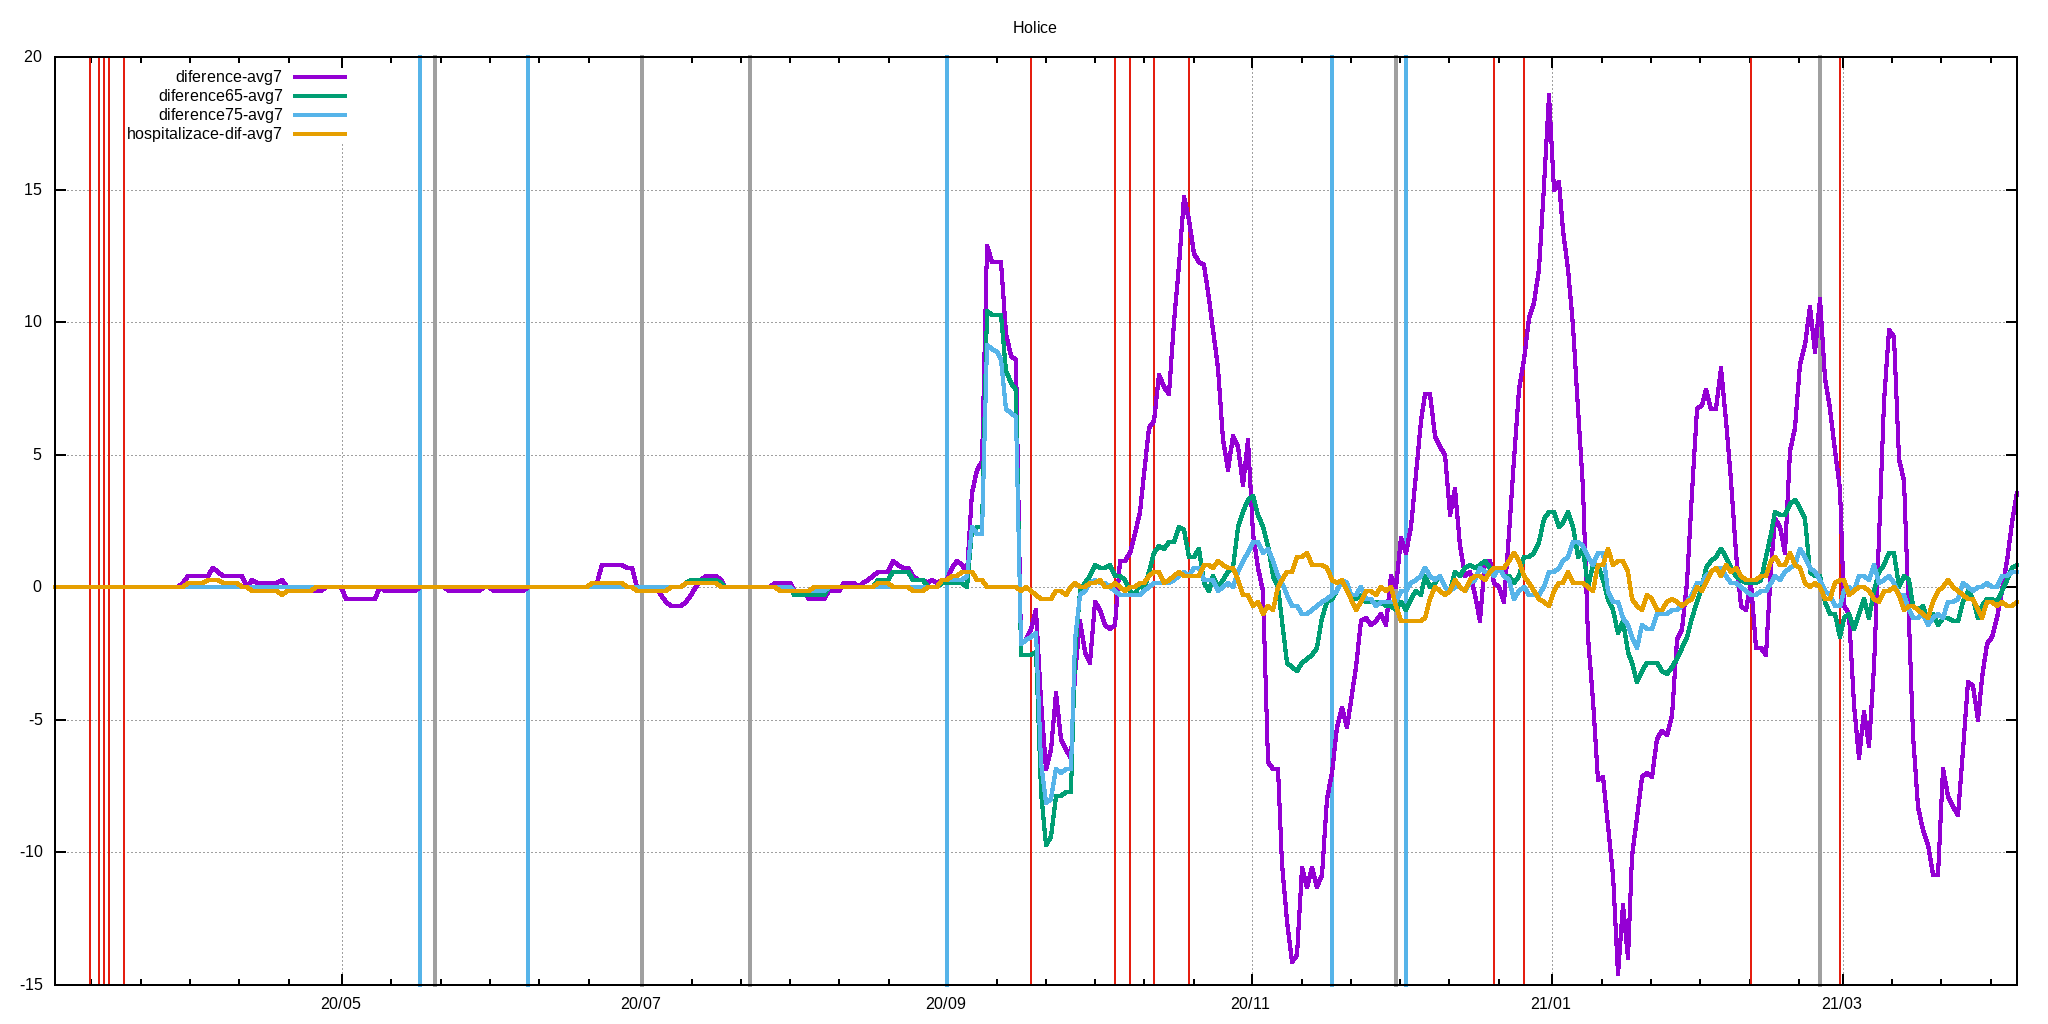 Holice
diference-avg7
diference65-avg7
diference75-avg7
hospitalizace-dif-avg7
20
15
10
5
0
-5
-10
-15
20/05 20/07 20/09 20/11 21/01 21/03